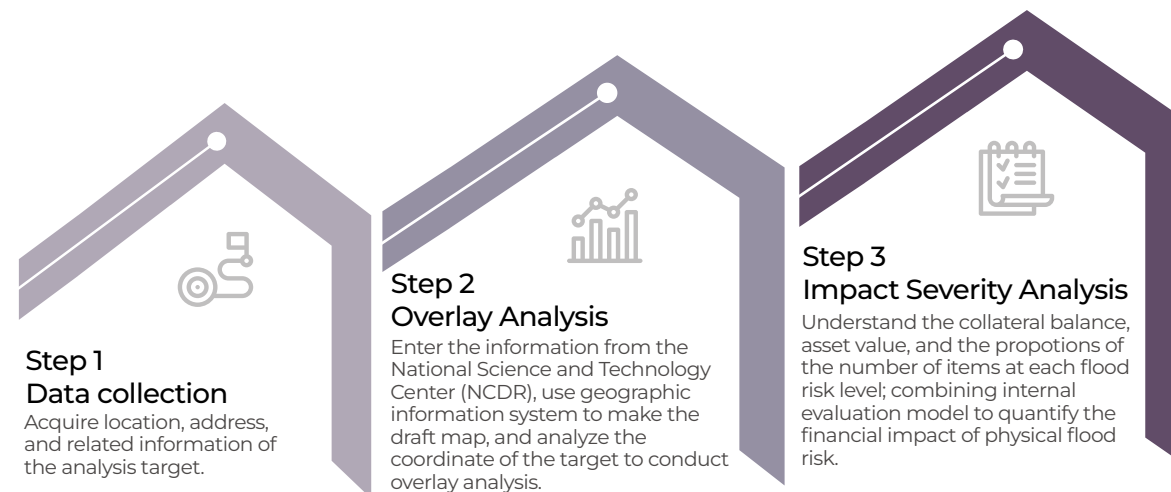 Step 1
Data collection
Acquire location, address,
and related information of
the analysis target.
Step 2
Overlay Analysis
Enter the information from the
National Science and Technology
Center (NCDR), use geographic
information system to make the
draft map, and analyze the
coordinate of the target to conduct
overlay analysis.
Step 3
Impact Severity Analysis
Understand the collateral balance,
asset value, and the propotions of
the number of items at each flood
risk level; combining internal
evaluation model to quantify the
financial impact of physical flood
risk.